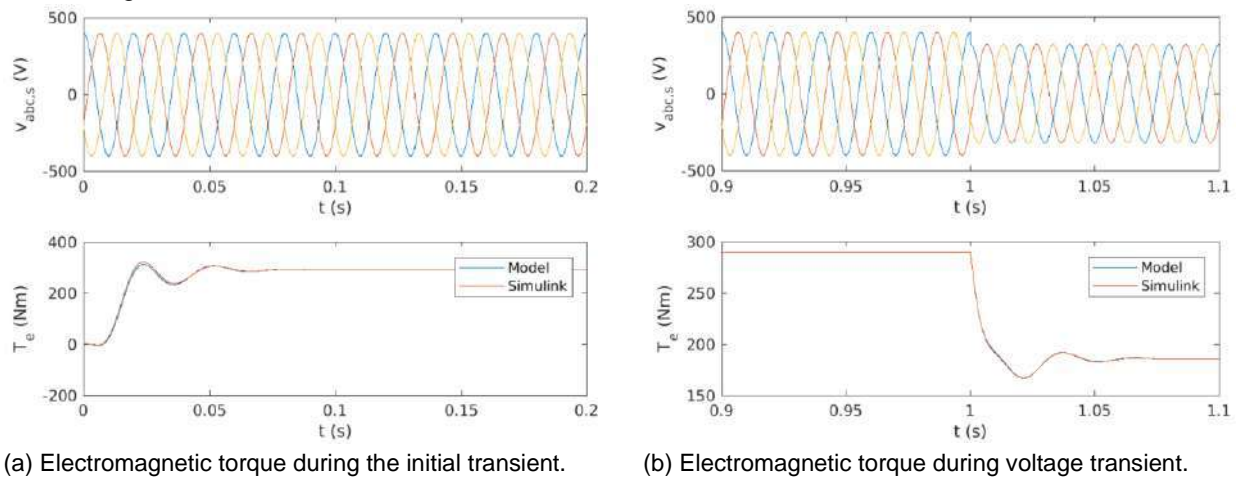 500
0
-500
v_abc,s (V)
0 0.05 0.1 0.15 0.2
t (s)
500
0
-500
v_abc,s (V)
0.9 0.95 1 1.05 1.1
t (s)
400
200
0
-200
T_e (Nm)
Model
Simulink
0 0.05 0.1 0.15 0.2
t (s)
300
250
200
150
T_e (Nm)
Model
Simulink
0.9 0.95 1 1.05 1.1
t (s)
(a) Electromagnetic torque during the initial transient.
(b) Electromagnetic torque during voltage transient.